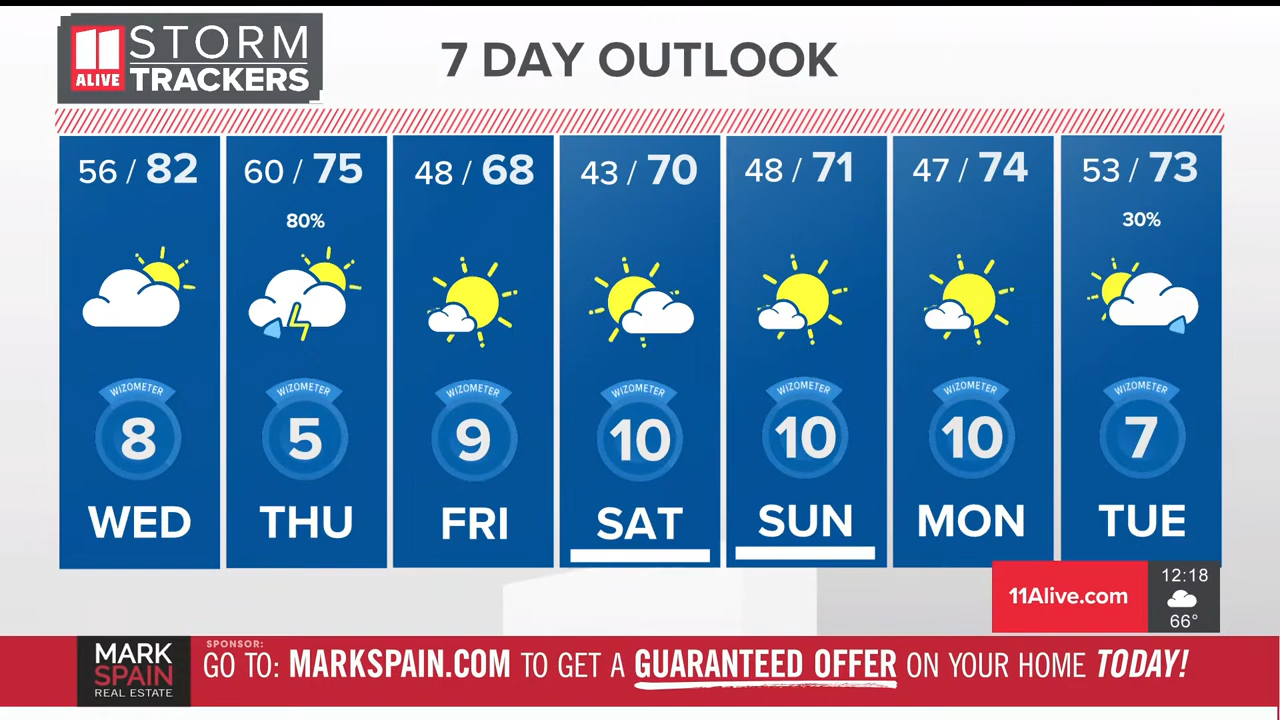 11 ALIVE
STORM
TRACKERS
7 DAY OUTLOOK
56 / 82
60 / 75
48 / 68
43 / 70
48 / 71
47 / 74
53 / 73
80%
30%
WIZOMETER
WIZOMETER
WIZOMETER
WIZOMETER
WIZOMETER
WIZOMETER
WIZOMETER
8
5
9
10
10
10
7
WED
THU
FRI
SAT
SUN
MON
TUE
11Alive.com
12:18
66°
MARK
SPAIN
REAL ESTATE
SPONSOR:
GO TO: MARKSPAIN.COM TO GET A GUARANTEED OFFER ON YOUR HOME TODAY!